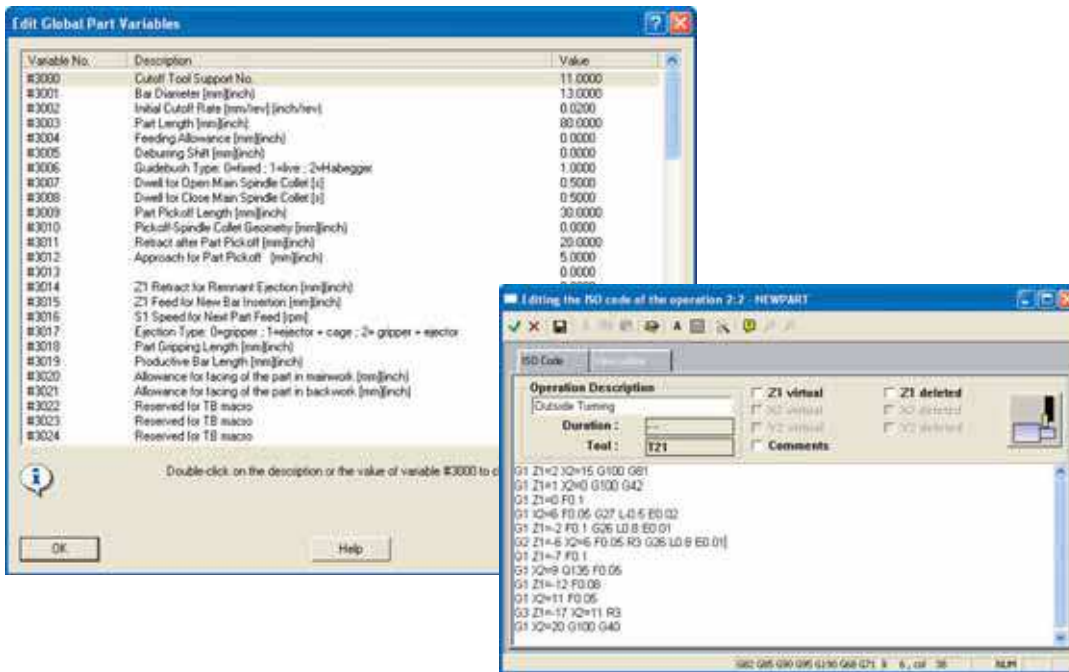 Edit Global Part Variables
Variable No. Description Value
#3000 Cutoff Tool Support No. 11.0000
#3001 Bar Diameter [mm][inch] 13.0000
#3002 Initial Cutoff Rate [mm/rev] [inch/rev] 0.0200
#3003 Part Length [mm][inch] 80.0000
#3004 Feeding Allowance [mm][inch] 0.0000
#3005 Deburring Shift [mm][inch] 0.0000
#3006 Guidebush Type: 0=fixed ; 1=live ; 2=Habegger 1.0000
#3007 Dwell for Open Main Spindle Collet [s] 0.5000
#3008 Dwell for Close Main Spindle Collet [s] 0.5000
#3009 Part Pickoff Length [mm][inch] 30.0000
#3010 Pickoff-Spindle Collet Geometry [mm][inch] 0.0000
#3011 Retract after Part Pickoff [mm][inch] 20.0000
#3012 Approach for Part Pickoff [mm][inch] 5.0000
#3013 0.0000
#3014 Z1 Retract for Remnant Ejection [mm][inch]
#3015 Z1 Feed for New Bar Insertion [mm][inch]
#3016 S1 Speed for Next Part Feed [rpm]
#3017 Ejection Type: 0=gripper ; 1=ejector + cage ; 2= gripper + ejector
#3018 Part Gripping Length [mm][inch]
#3019 Productive Bar Length [mm][inch]
#3020 Allowance for facing of the part in mainwork [mm][inch]
#3021 Allowance for facing of the part in backwork [mm][inch]
#3022 Reserved for TB macro
#3023 Reserved for TB macro
#3024 Reserved for TB macro
Double-click on the description or the value of variable #3000 to
OK Help
Editing the ISO code of the operation 2:2 - NEWPART
ISO Code
Operation Description
Outside Turning
Duration : --
Tool : T21
Z1 virtual Z1 deleted
X2 virtual X2 deleted
Y2 virtual Y2 deleted
Comments
G1 Z1=2 X2=15 G100 G81
G1 Z1=1 X2=0 G100 G42
G1 Z1=0 F0.1
G1 X2=6 F0.05 G27 L-0.5 E0.02
G1 Z1=-2 F0.1 G26 L0.8 E0.01
G2 Z1=-6 X2=6 F0.05 R3 G26 L0.8 E0.01
G1 Z1=-7 F0.1
G1 X2=9 Q135 F0.05
G1 Z1=-12 F0.08
G1 X2=11 F0.05
G3 Z1=-17 X2=11 R3
G1 X2=20 G100 G40
NUM